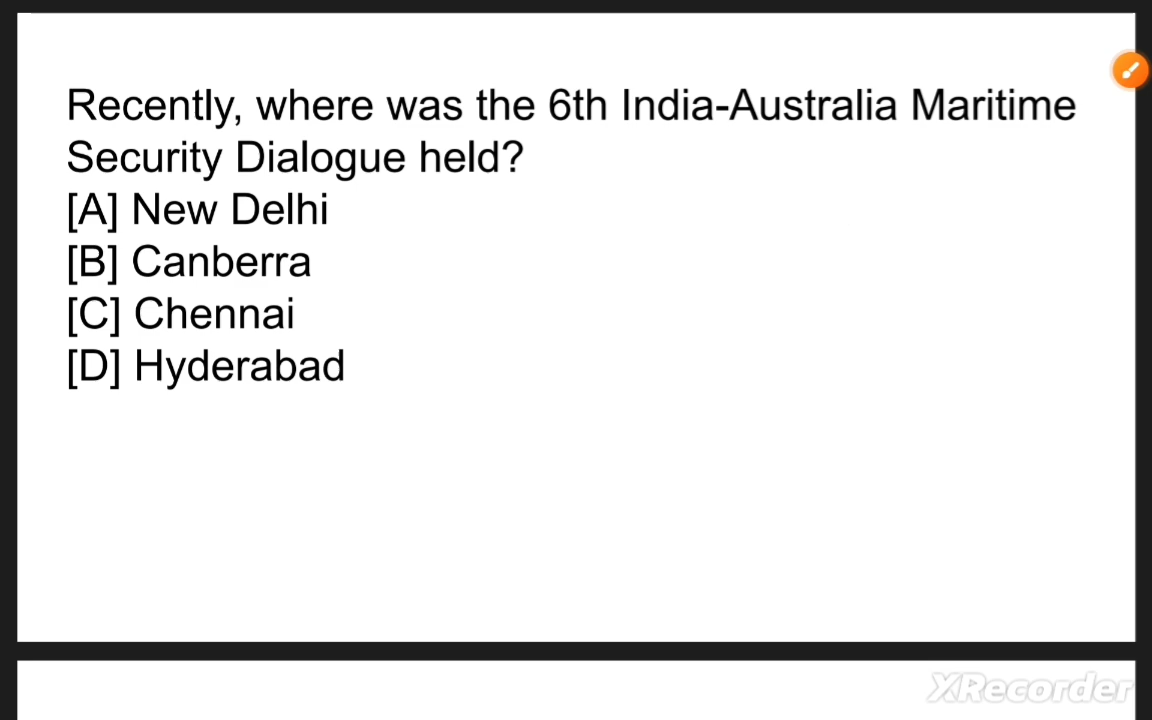 Recently, where was the 6th India-Australia Maritime
Security Dialogue held?
[A] New Delhi
[B] Canberra
[C] Chennai
[D] Hyderabad
XRecorder